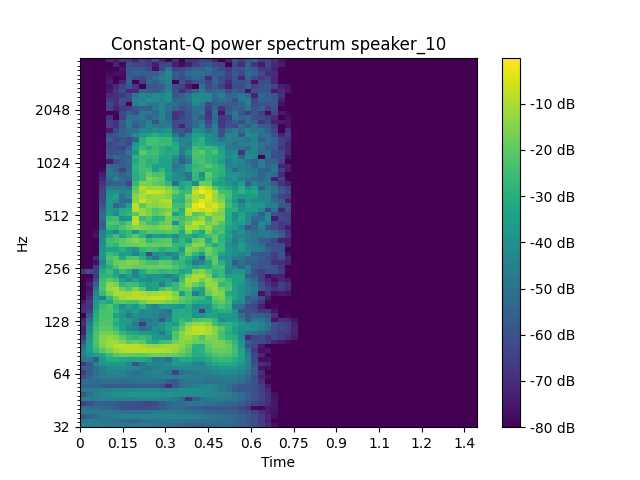 Constant-Q power spectrum speaker_10
Hz
2048
1024
512
256
128
64
32
0 0.15 0.3 0.45 0.6 0.75 0.9 1.1 1.2 1.4
Time
-10 dB
-20 dB
-30 dB
-40 dB
-50 dB
-60 dB
-70 dB
-80 dB